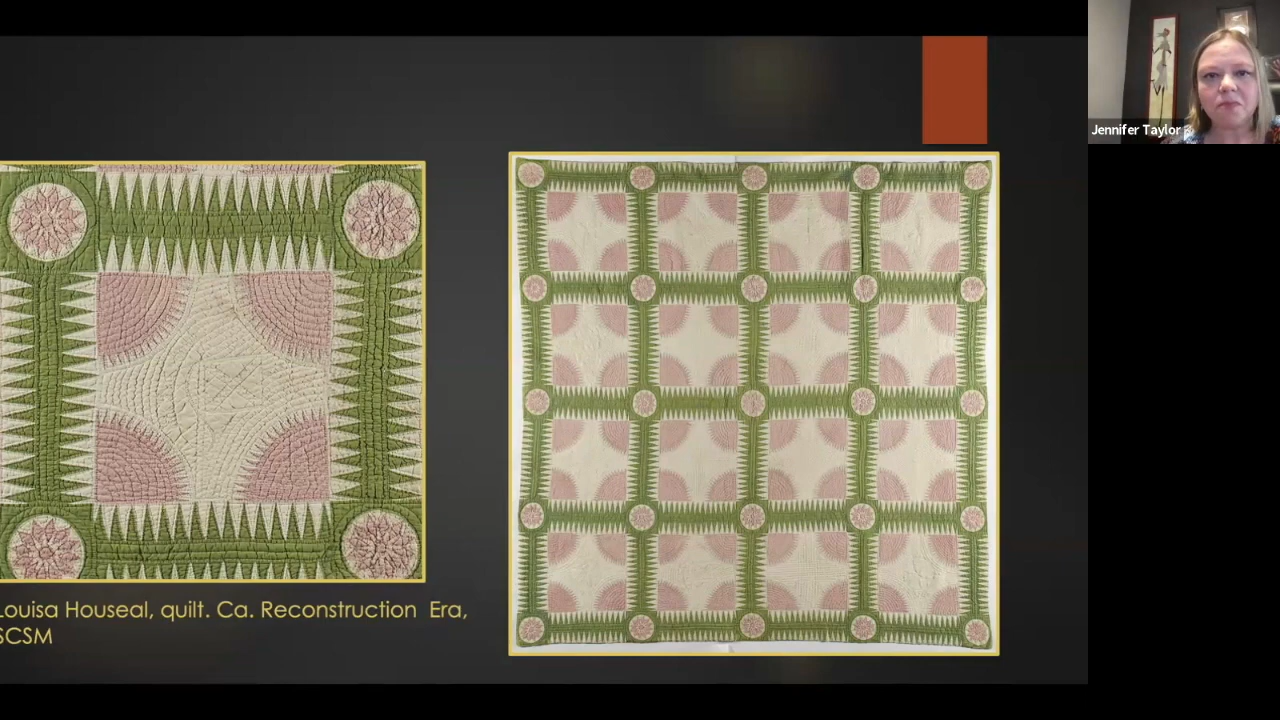 Jennifer Taylor
Louisa Houseal, quilt. Ca. Reconstruction Era,
SCSM